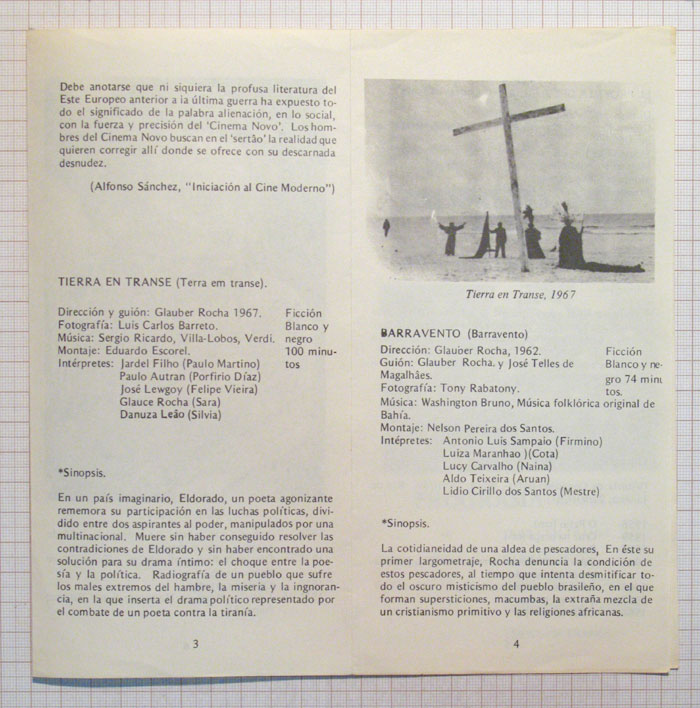 Debe anotarse que ni siquiera la profusa literatura del
Este Europeo anterior a la última guerra ha expuesto to-
do el significado de la palabra alienación, en lo social,
con la fuerza y precisión del 'Cinema Novo'. Los hom-
bres del Cinema Novo buscan en el 'sertâo' la realidad que
quieren corregir allí donde se ofrece con su descarnada
desnudez.
(Alfonso Sánchez, "Iniciación al Cine Moderno")
TIERRA EN TRANSE (Terra em transe).
Dirección y guión: Glauber Rocha 1967.
Fotografía: Luis Carlos Barreto.
Música: Sergio Ricardo, Villa-Lobos, Verdi.
Montaje: Eduardo Escorel.
Intérpretes: Jardel Filho (Paulo Martino)
Paulo Autran (Porfirio Díaz)
José Lewgoy (Felipe Vieira)
Glauce Rocha (Sara)
Danuza Leâo (Silvia)
Ficción
Blanco y
negro
100 minu-
tos
*Sinopsis.
En un país imaginario, Eldorado, un poeta agonizante
rememora su participación en las luchas políticas, divi-
dido entre dos aspirantes al poder, manipulados por una
multinacional. Muere sin haber conseguido resolver las
contradiciones de Eldorado y sin haber encontrado una
solución para su drama íntimo: el choque entre la poe-
sía y la política. Radiografía de un pueblo que sufre
los males extremos del hambre, la miseria y la ingnoran-
cia, en la que inserta el drama político representado por
el combate de un poeta contra la tiranía.
3
Tierra en Transe, 1967
BARRAVENTO (Barravento)
Dirección: Glauber Rocha, 1962.
Guión: Glauber Rocha. y José Telles de
Magalhâes.
Fotografía: Tony Rabatony.
Ficción
Blanco y ne-
gro 74 minu
tos.
Música: Washington Bruno, Música folklórica original de
Bahía.
Montaje: Nelson Pereira dos Santos.
Intépretes: Antonio Luis Sampaio (Firmino)
Luiza Maranhao )(Cota)
Lucy Carvalho (Naina)
Aldo Teixeira (Aruan)
Lidio Cirillo dos Santos (Mestre)
*Sinopsis.
La cotidianeidad de una aldea de pescadores, En éste su
primer largometraje, Rocha denuncia la condición de
estos pescadores, al tiempo que intenta desmitificar to-
do el oscuro misticismo del pueblo brasileño, en el que
forman supersticiones, macumbas, la extraña mezcla de
un cristianismo primitivo y las religiones africanas.
4